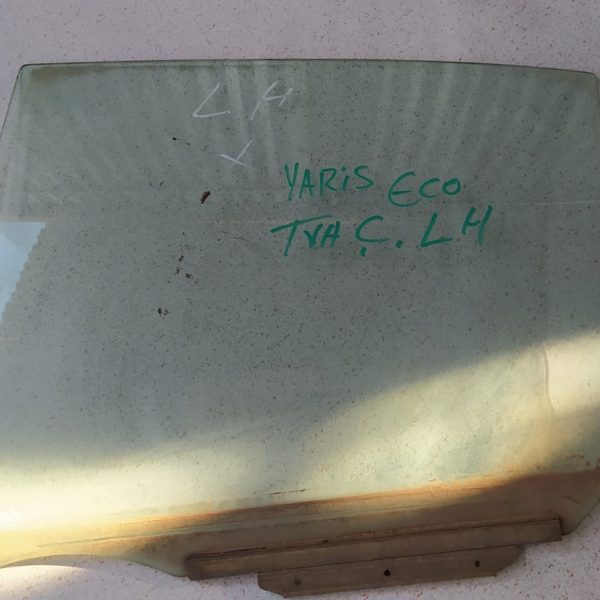 LH
YARIS ECO
TVA Ç. LH